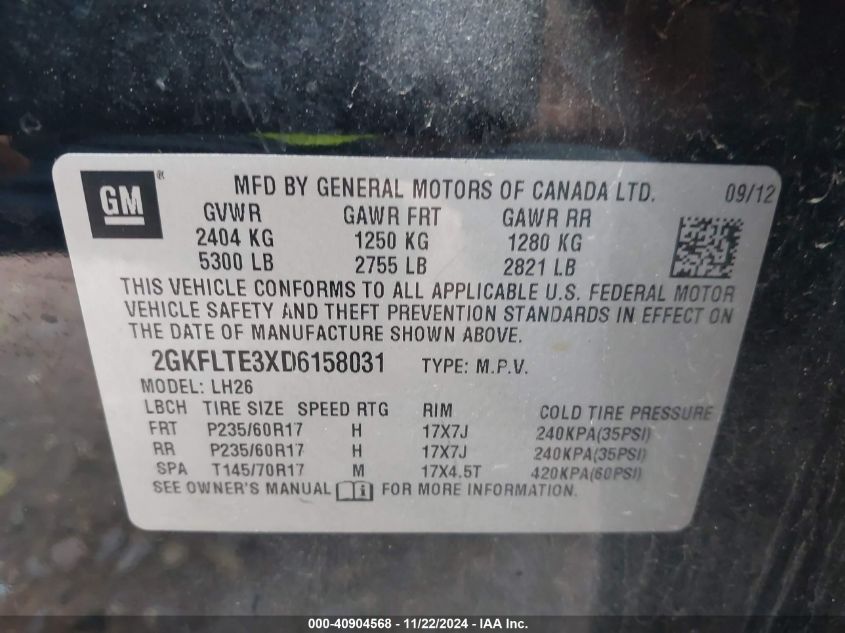 GM®
MFD BY GENERAL MOTORS OF CANADA LTD. 09/12
GVWR GAWR FRT GAWR RR
2404 KG 1250 KG 1280 KG
5300 LB 2755 LB 2821 LB
THIS VEHICLE CONFORMS TO ALL APPLICABLE U.S. FEDERAL MOTOR
VEHICLE SAFETY AND THEFT PREVENTION STANDARDS IN EFFECT ON
THE DATE OF MANUFACTURE SHOWN ABOVE.
2GKFLTE3XD6158031 TYPE: M.P.V.
MODEL: LH26
LBCH TIRE SIZE SPEED RTG RIM COLD TIRE PRESSURE
FRT P235/60R17 H 17X7J 240KPA(35PSI)
RR P235/60R17 H 17X7J 240KPA(35PSI)
SPA T145/70R17 M 17X4.5T 420KPA(60PSI)
SEE OWNER'S MANUAL i FOR MORE INFORMATION.
000-40904568 - 11/22/2024 - IAA Inc.